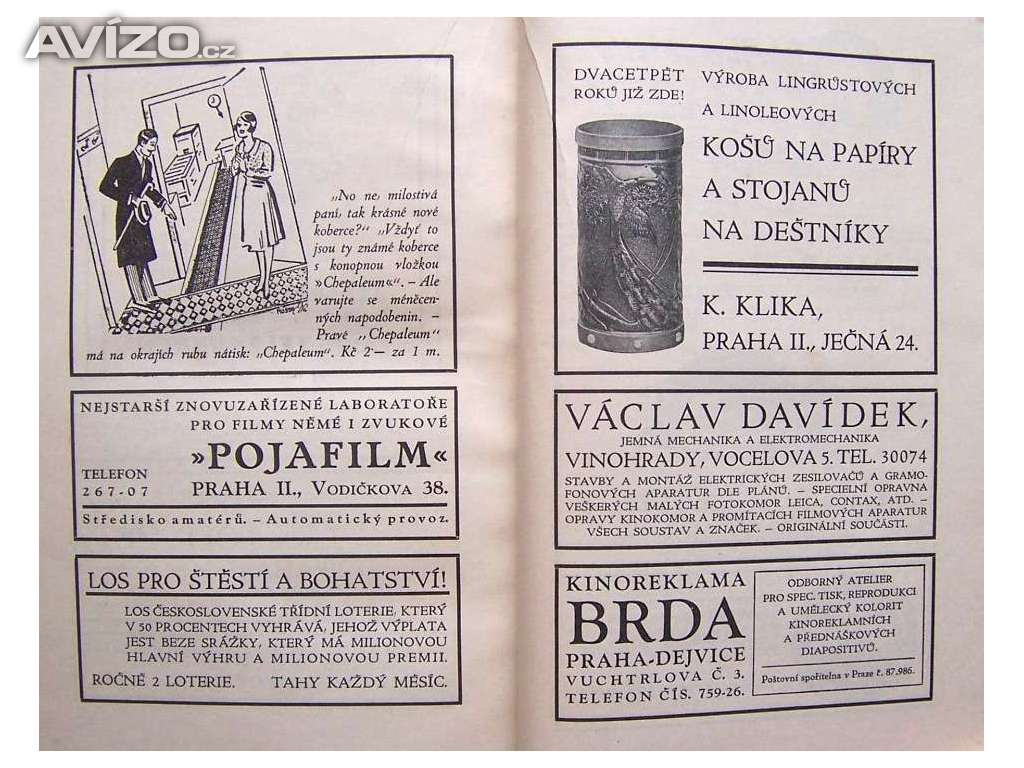 AVÍZO.cz
„No ne, milostivá
paní, tak krásné nové
koberce?“ „Vždyť to
jsou ty známé koberce
s konopnou vložkou
»Chepaleum«“. – Ale
varujte se méněcen-
ných napodobenin. –
Pravé „Chepaleum“
má na okrajích rubu nátisk: „Chepaleum“. Kč 2·— za 1 m.
NEJSTARŠÍ ZNOVUZAŘÍZENÉ LABORATOŘE
PRO FILMY NĚMÉ I ZVUKOVÉ
»POJAFILM«
TELEFON
267-07
PRAHA II., VODIČKOVA 38.
Středisko amatérů. – Automatický provoz.
LOS PRO ŠTĚSTÍ A BOHATSTVÍ!
LOS ČESKOSLOVENSKÉ TŘÍDNÍ LOTERIE, KTERÝ
V 50 PROCENTECH VYHRÁVÁ, JEHOŽ VÝPLATA
JEST BEZE SRÁŽKY, KTERÝ MÁ MILIONOVOU
HLAVNÍ VÝHRU A MILIONOVOU PREMII.
ROČNĚ 2 LOTERIE. TAHY KAŽDÝ MĚSÍC.
DVACETPĚT
ROKŮ JIŽ ZDE!
VÝROBA LINGRŮSTOVÝCH
A LINOLEOVÝCH
KOŠŮ NA PAPÍRY
A STOJANŮ
NA DEŠTNÍKY
K. KLIKA,
PRAHA II., JEČNÁ 24.
VÁCLAV DAVÍDEK,
JEMNÁ MECHANIKA A ELEKTROMECHANIKA
VINOHRADY, VOCELOVA 5. TEL. 30074
STAVBY A MONTÁŽ ELEKTRICKÝCH ZESILOVAČŮ A GRAMO-
FONOVÝCH APARATUR DLE PLÁNŮ. – SPECIELNÍ OPRAVNA
VEŠKERÝCH MALÝCH FOTOKOMOR LEICA, CONTAX, ATD. –
OPRAVY KINOKOMOR A PROMÍTACÍCH FILMOVÝCH APARATUR
VŠECH SOUSTAV A ZNAČEK. – ORIGINÁLNÍ SOUČÁSTI.
KINOREKLAMA
BRDA
PRAHA-DEJVICE
VUCHTRLOVA Č. 3.
TELEFON ČÍS. 759-26.
ODBORNÝ ATELIER
PRO SPEC. TISK, REPRODUKCI
A UMĚLECKÝ KOLORIT
KINOREKLAMNÍCH
A PŘEDNÁŠKOVÝCH
DIAPOSITIVŮ.
Poštovní spořitelna v Praze č. 87.986.